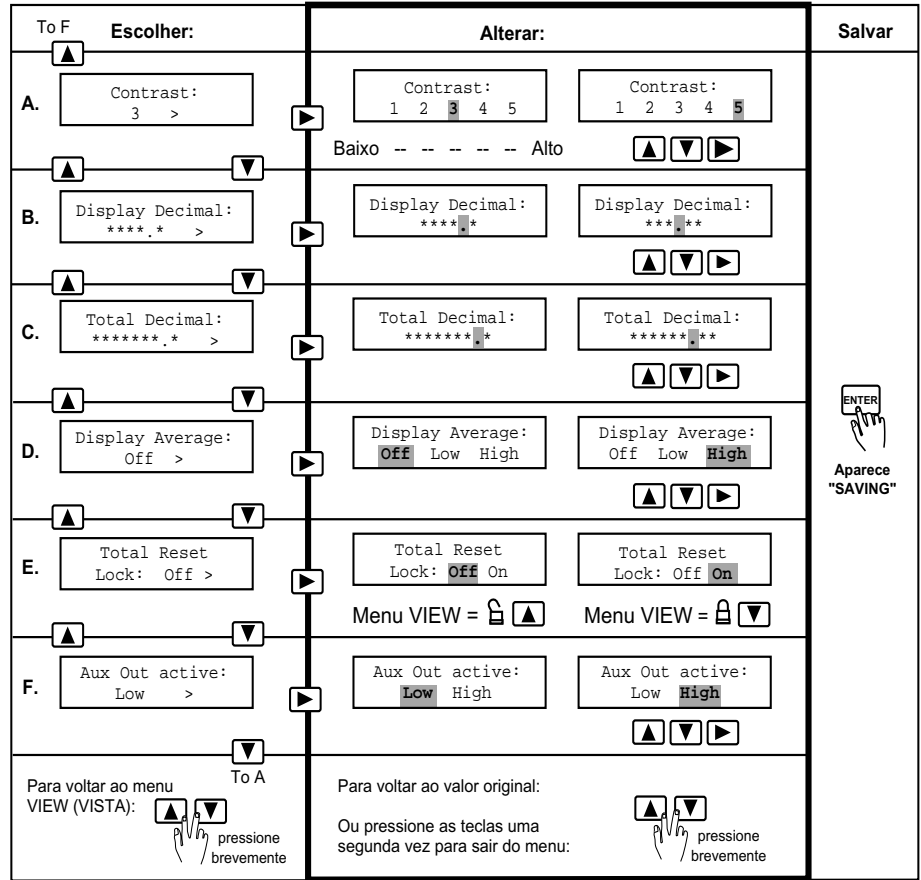 To F
Escolher:
Alterar:
Salvar
A.
Contrast:
3 >
Contrast:
1 2 3 4 5
Contrast:
1 2 3 4 5
Baixo -- -- -- -- -- Alto
B.
Display Decimal:
****.* >
Display Decimal:
****.*
Display Decimal:
***.**
C.
Total Decimal:
*******.* >
Total Decimal:
*******.*
Total Decimal:
******.**
D.
Display Average:
Off >
Display Average:
Off Low High
Display Average:
Off Low High
ENTER
Aparece
"SAVING"
E.
Total Reset
Lock: Off >
Total Reset
Lock: Off On
Total Reset
Lock: Off On
Menu VIEW =
Menu VIEW =
F.
Aux Out active:
Low >
Aux Out active:
Low High
Aux Out active:
Low High
To A
Para voltar ao menu
VIEW (VISTA):
pressione
brevemente
Para voltar ao valor original:
Ou pressione as teclas uma
segunda vez para sair do menu:
pressione
brevemente